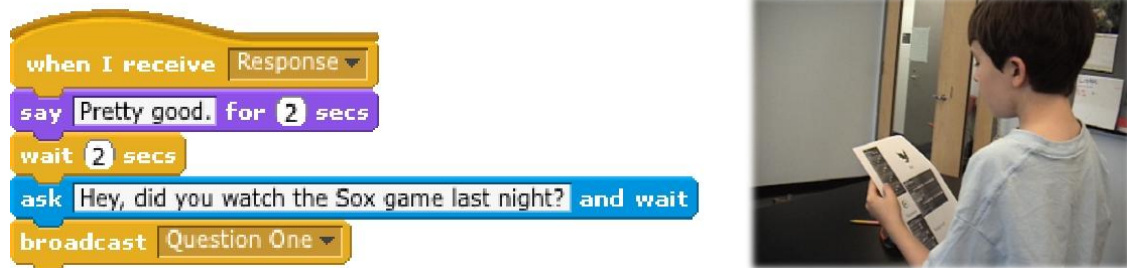 when I receive Response
say Pretty good. for 2 secs
wait 2 secs
ask Hey, did you watch the Sox game last night? and wait
broadcast Question One